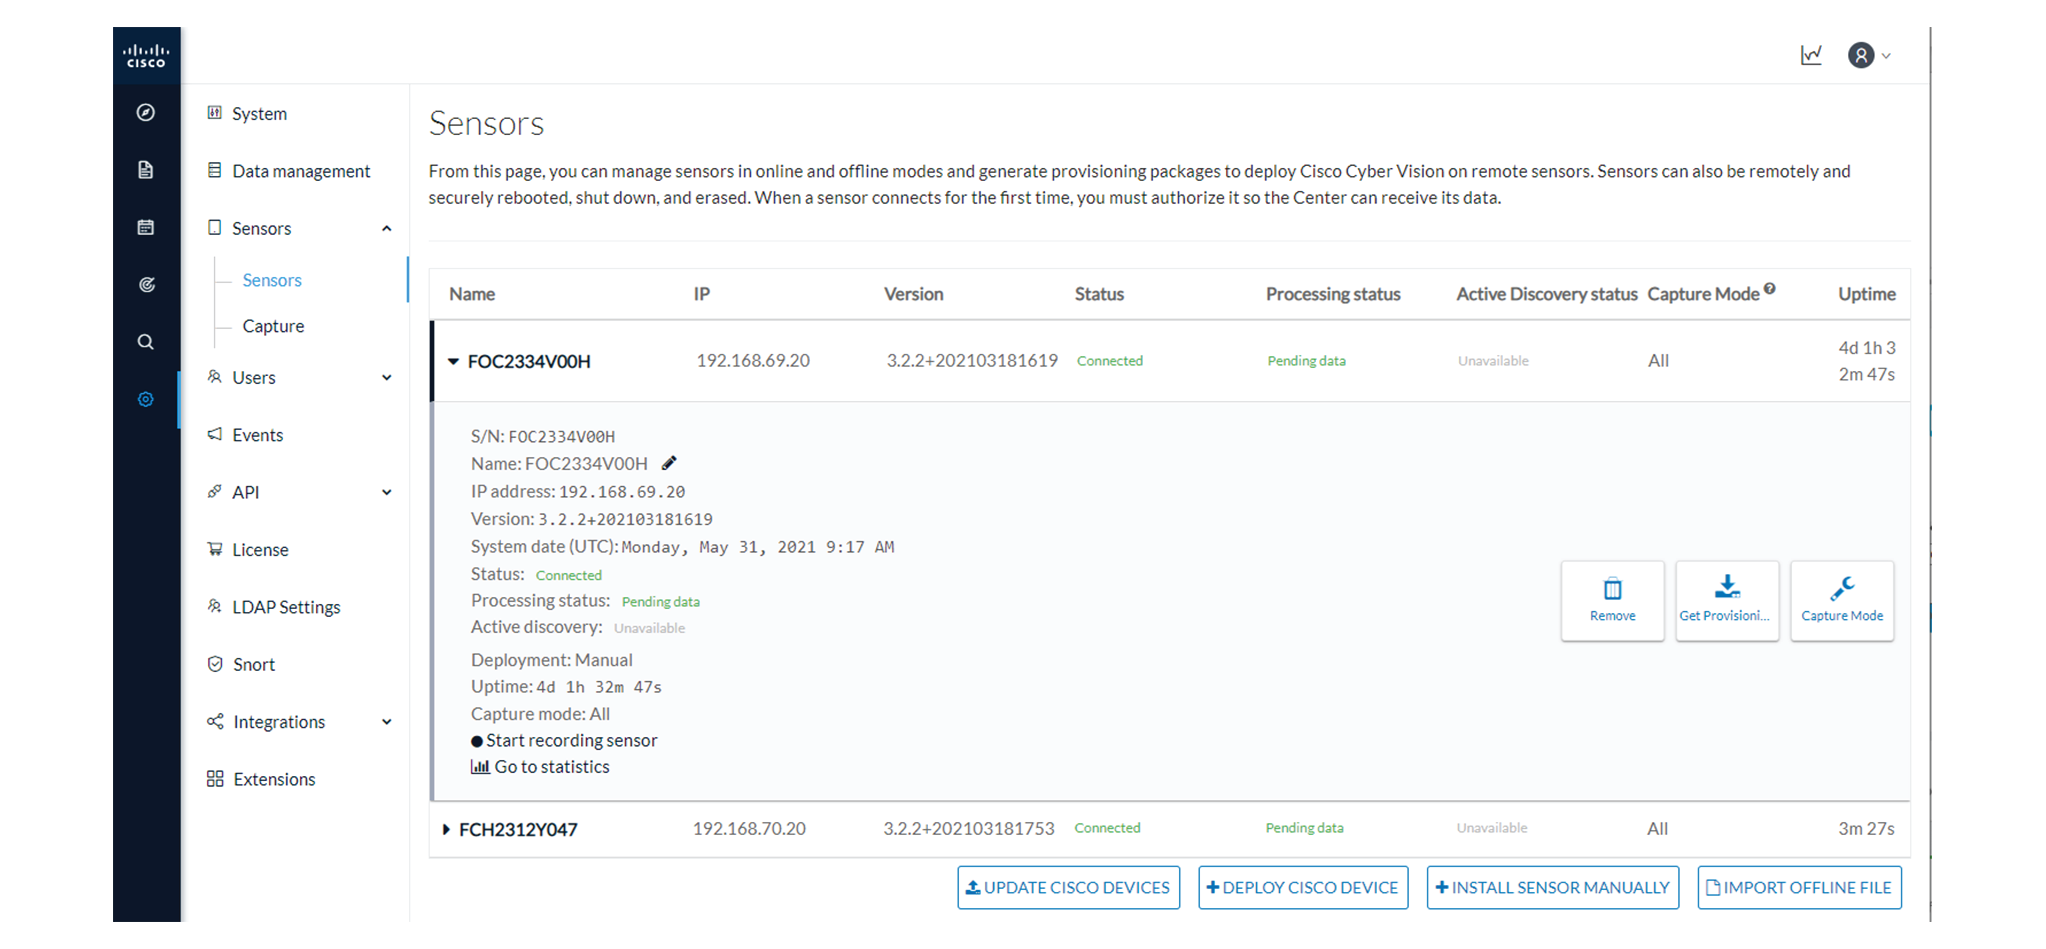 CISCO
System
Data management
Sensors
Sensors
Capture
Users
Events
API
License
LDAP Settings
Snort
Integrations
Extensions
Sensors
From this page, you can manage sensors in online and offline modes and generate provisioning packages to deploy Cisco Cyber Vision on remote sensors. Sensors can also be remotely and
securely rebooted, shut down, and erased. When a sensor connects for the first time, you must authorize it so the Center can receive its data.
Name IP Version Status Processing status Active Discovery status Capture Mode ? Uptime
FOC2334V00H 192.168.69.20 3.2.2+202103181619 Connected Pending data Unavailable All 4d 1h 3
2m 47s
S/N: FOC2334V00H
Name: FOC2334V00H
IP address: 192.168.69.20
Version: 3.2.2+202103181619
System date (UTC): Monday, May 31, 2021 9:17 AM
Status: Connected
Processing status: Pending data
Active discovery: Unavailable
Deployment: Manual
Uptime: 4d 1h 32m 47s
Capture mode: All
Start recording sensor
Go to statistics
Remove
Get Provisioni...
Capture Mode
FCH2312Y047 192.168.70.20 3.2.2+202103181753 Connected Pending data Unavailable All 3m 27s
UPDATE CISCO DEVICES
+ DEPLOY CISCO DEVICE
+ INSTALL SENSOR MANUALLY
IMPORT OFFLINE FILE